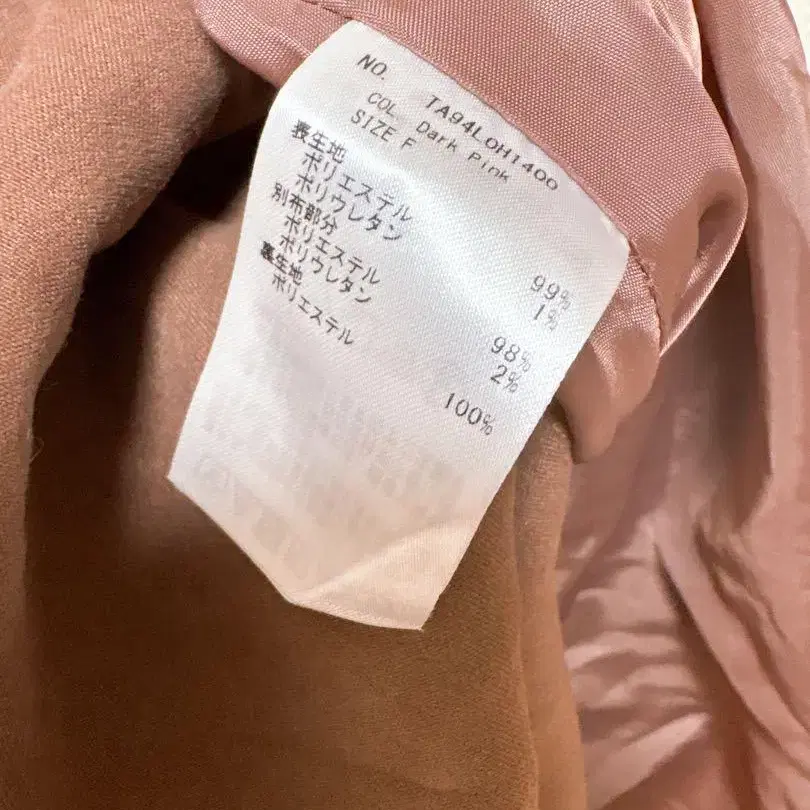 NO. TA94LOH1400
COL. Dark Pink
SIZE F
表生地
ポリエステル 99%
ポリウレタン 1%
別布部分
ポリエステル 98%
ポリウレタン 2%
裏生地
ポリエステル 100%